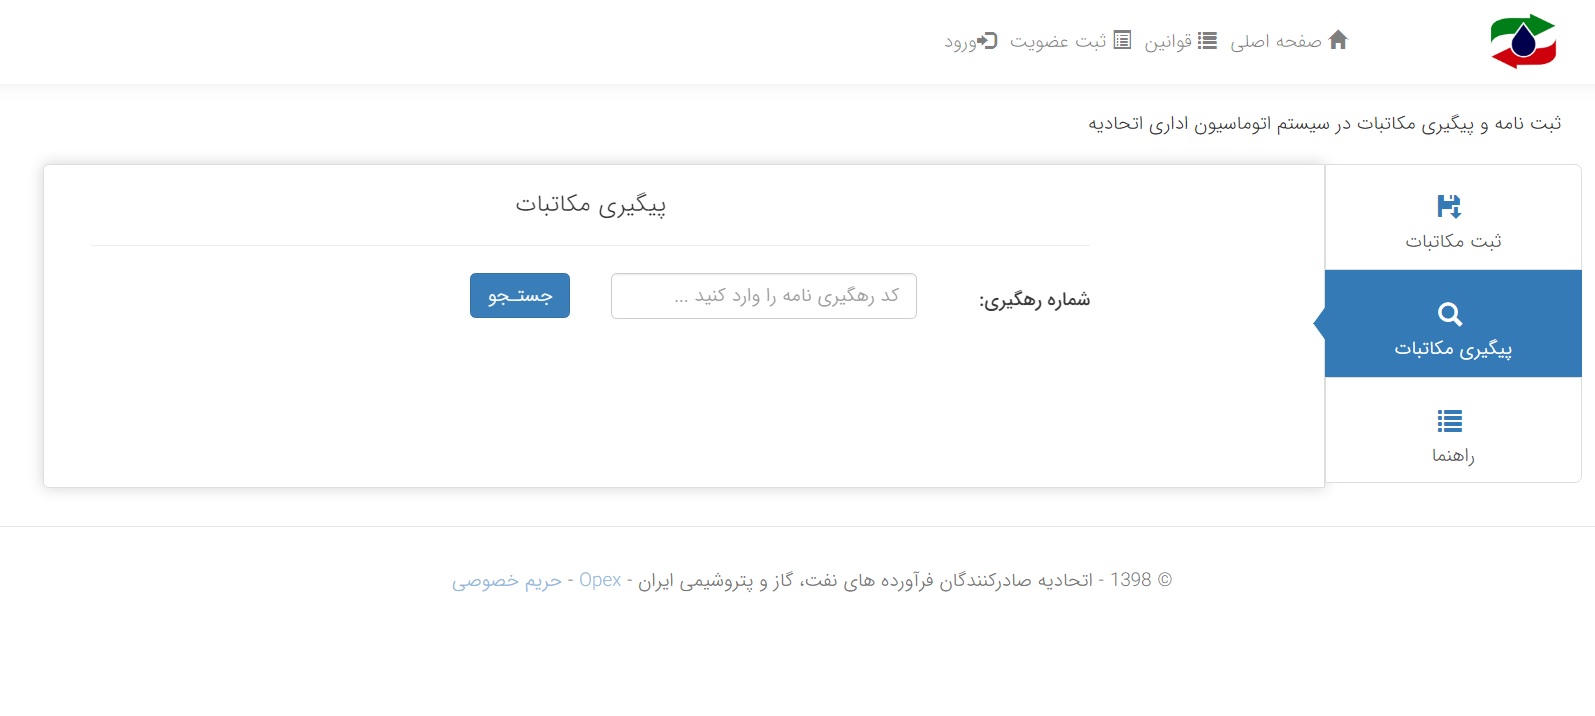 صفحه اصلی قوانین ثبت عضویت ورود
ثبت نامه و پیگیری مکاتبات در سیستم اتوماسیون اداری اتحادیه
ثبت مکاتبات
پیگیری مکاتبات
راهنما
پیگیری مکاتبات
شماره رهگیری: کد رهگیری نامه را وارد کنید ... جستـجو
© 1398 - اتحادیه صادرکنندگان فرآورده های نفت، گاز و پتروشیمی ایران - Opex - حریم خصوصی